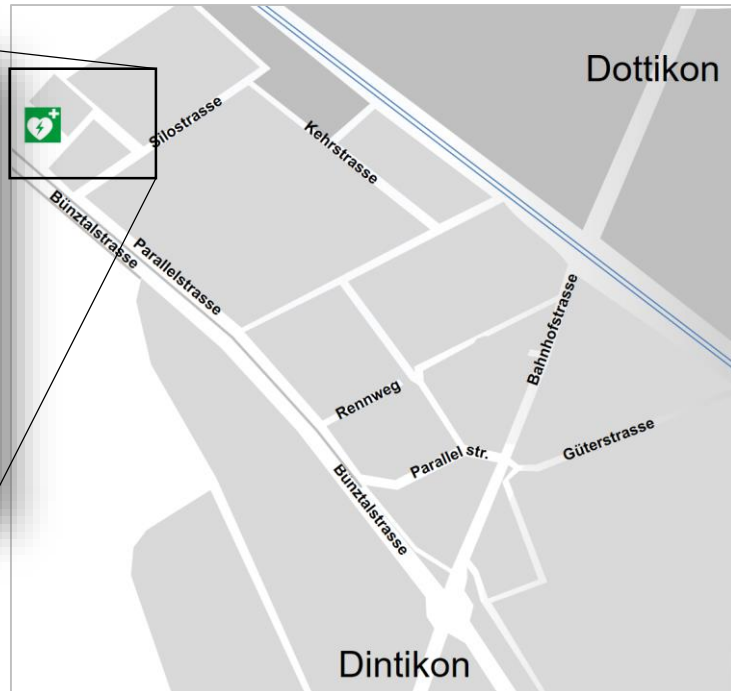 Dottikon
Silostrasse
Kehrstrasse
Bünztalstrasse
Parallelstrasse
Bahnhofstrasse
Rennweg
Parallel str.
Güterstrasse
Bünztalstrasse
Dintikon